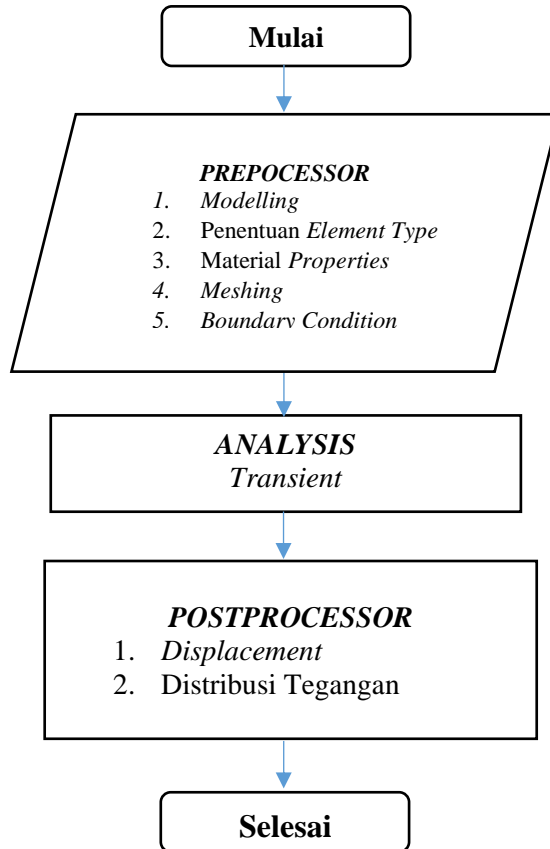 Mulai
PREPOCESSOR
1. Modelling
2. Penentuan Element Type
3. Material Properties
4. Meshing
5. Boundary Condition
ANALYSIS
Transient
POSTPROCESSOR
1. Displacement
2. Distribusi Tegangan
Selesai